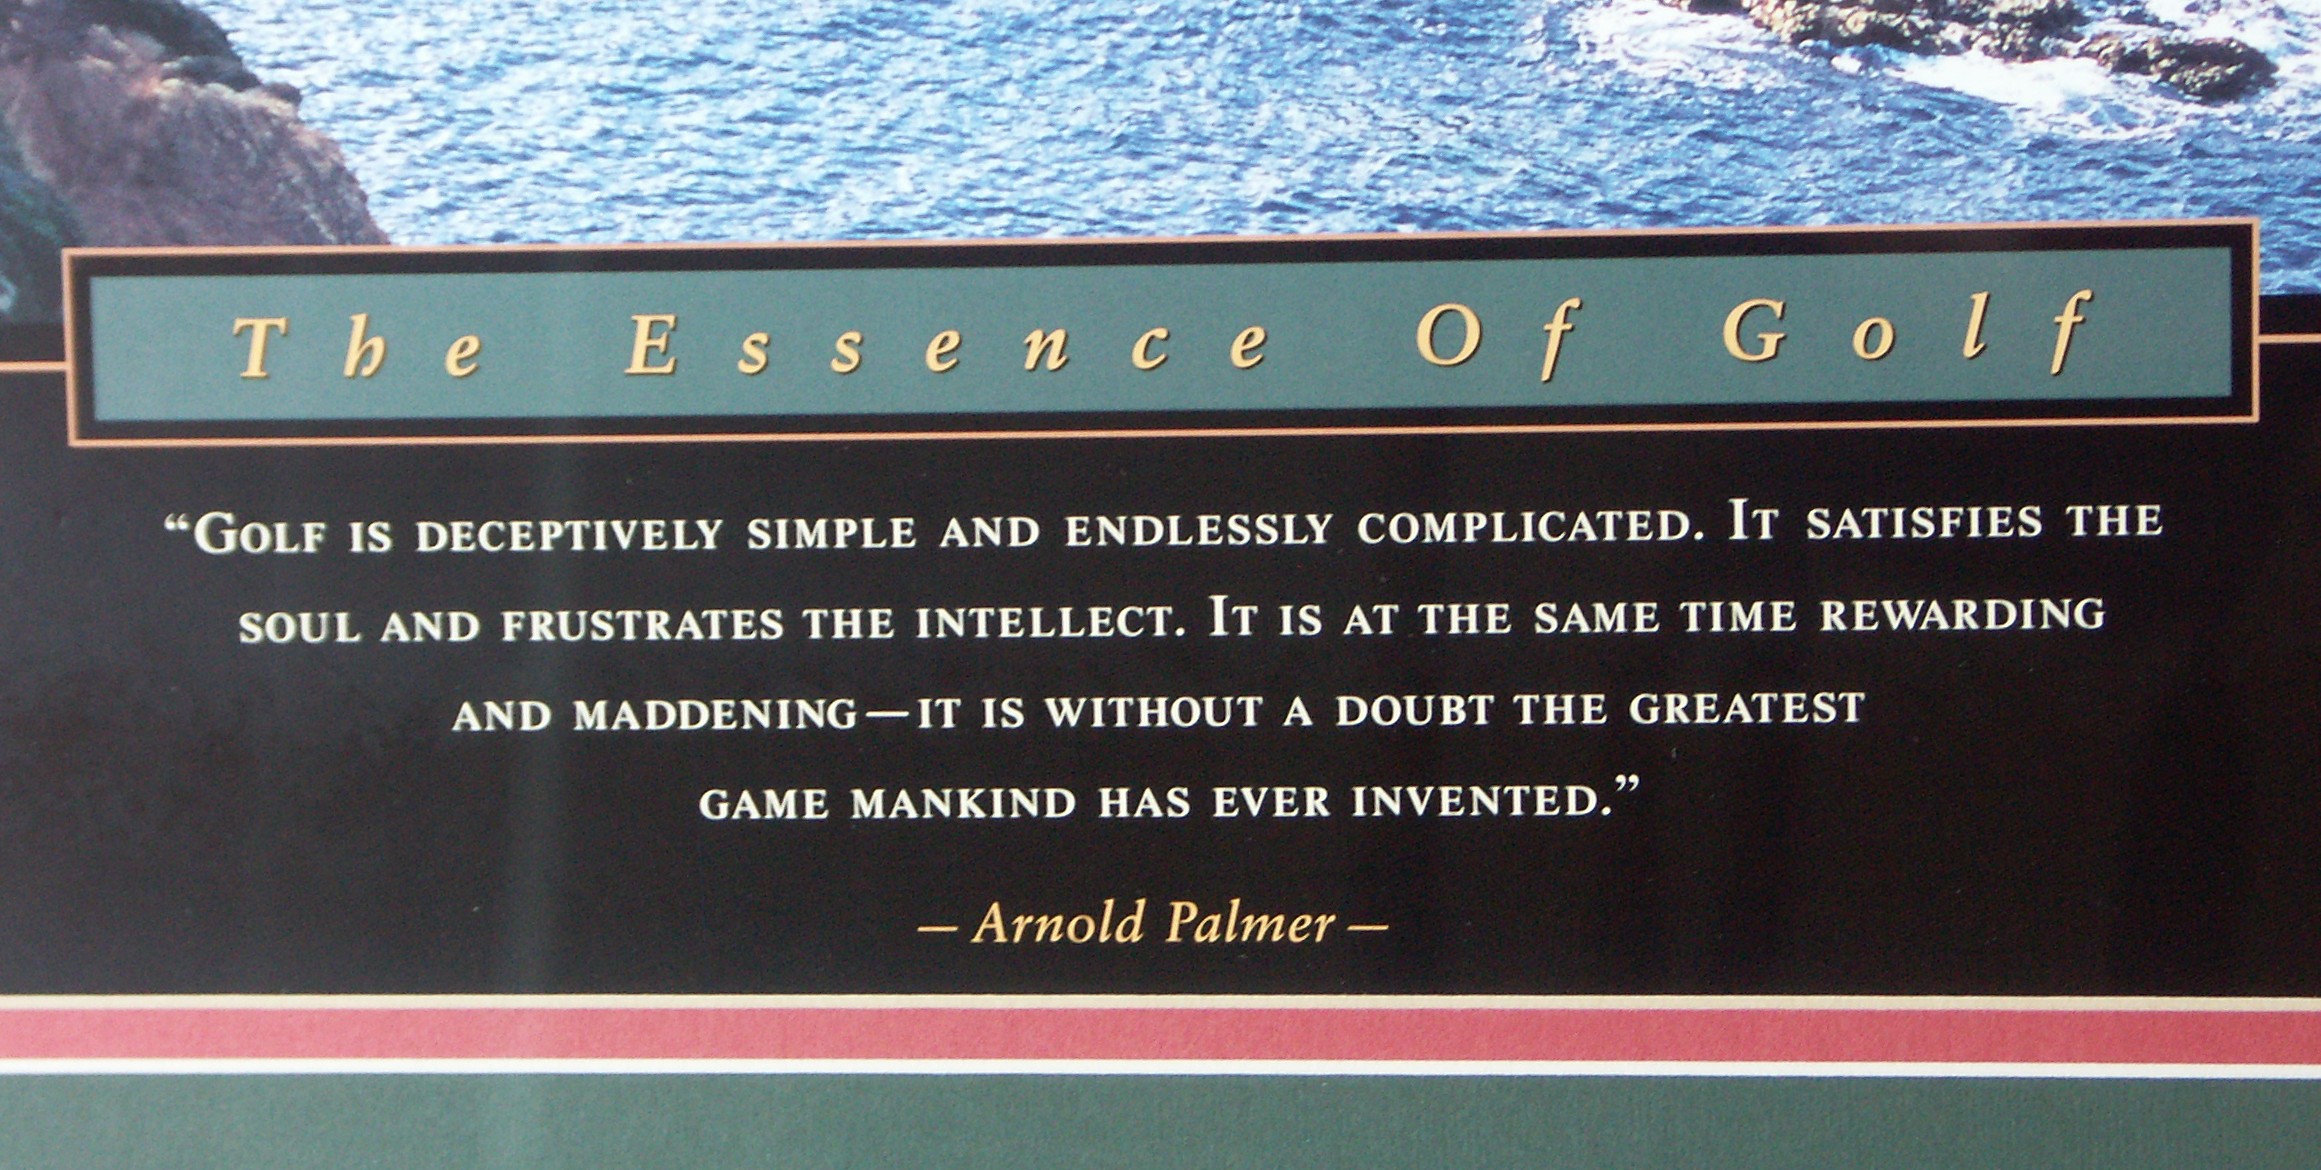 The Essence Of Golf
“Golf is deceptively simple and endlessly complicated. It satisfies the
soul and frustrates the intellect. It is at the same time rewarding
and maddening—it is without a doubt the greatest
game mankind has ever invented.”
— Arnold Palmer —